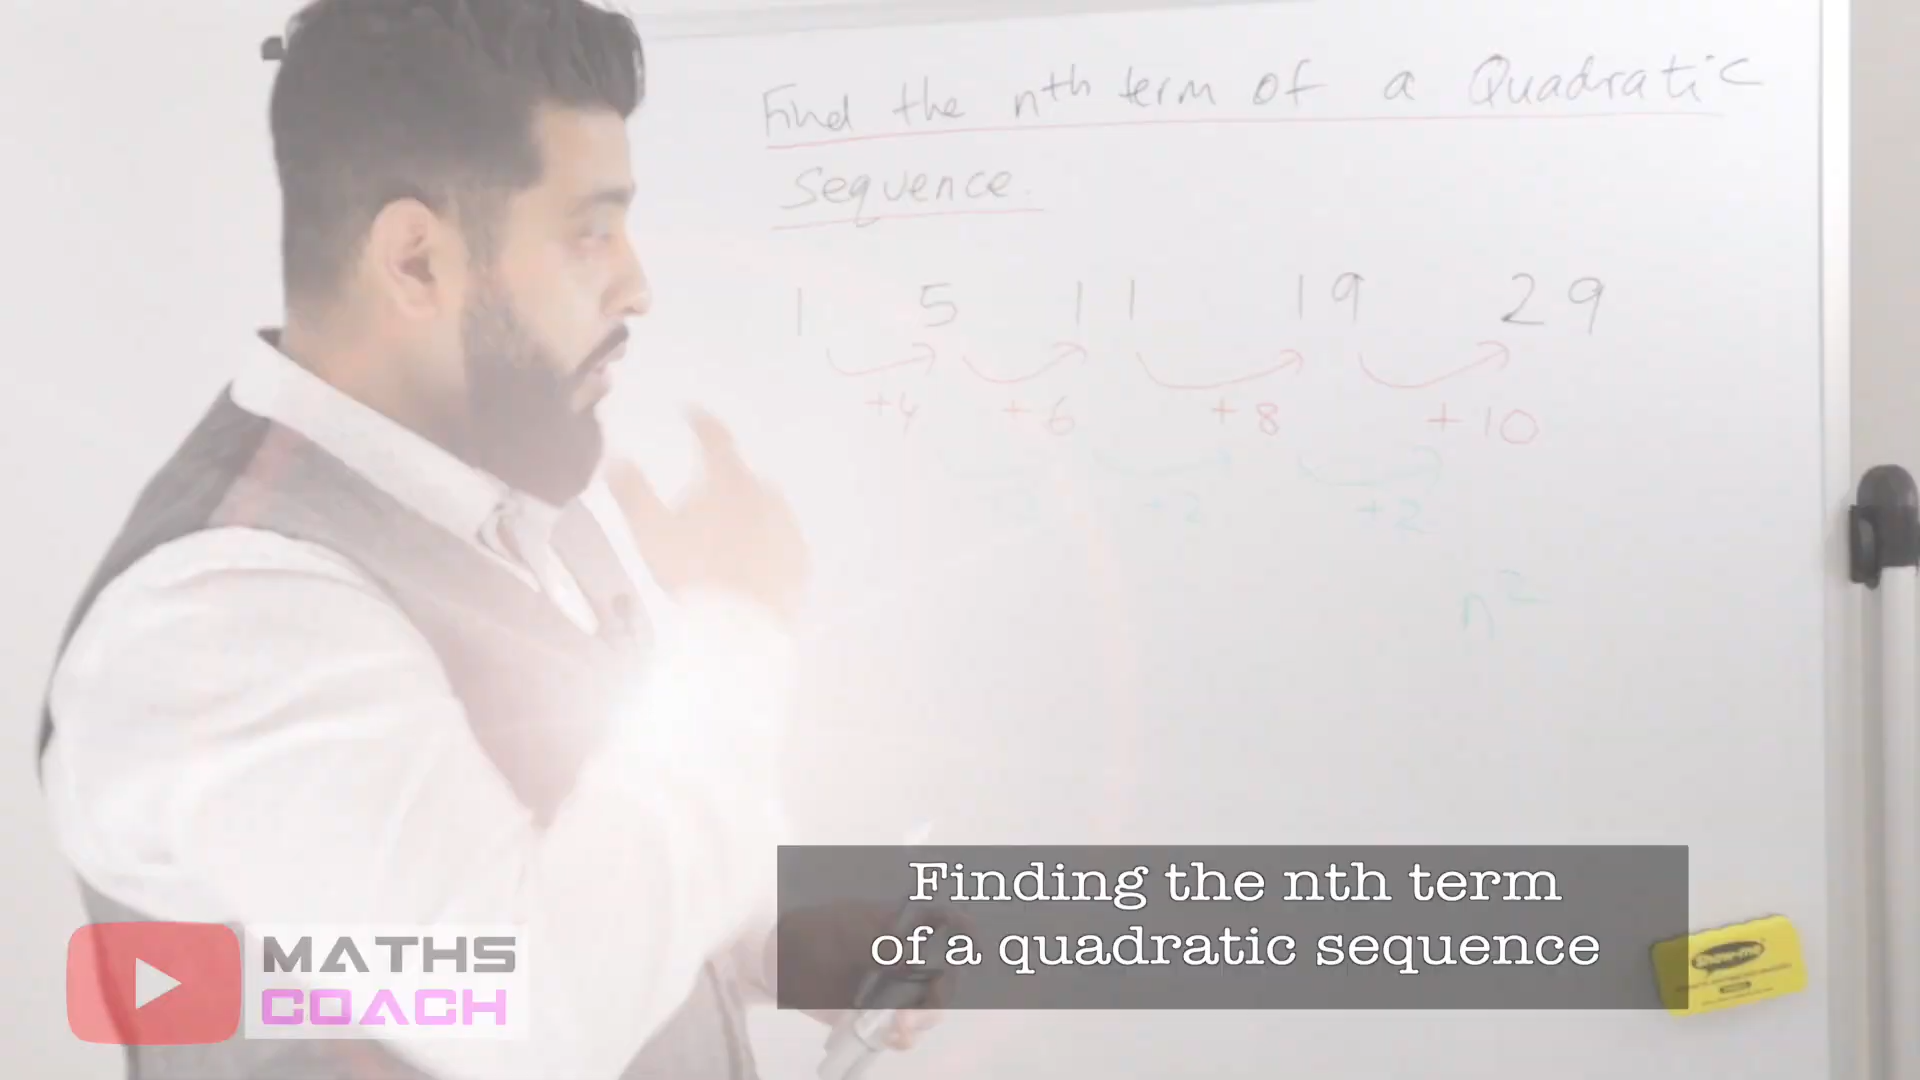 Find the nth term of a Quadratic
Sequence.
1 5 11 19 29
+4 +6 +8 +10
+2 +2 +2
n²
Finding the nth term
of a quadratic sequence
MATHS
COACH